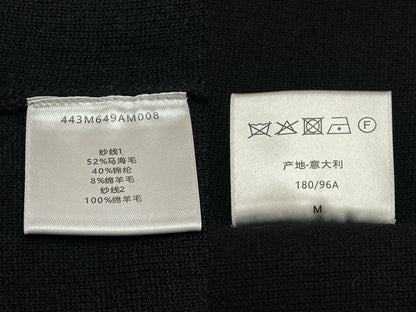 443M649AM008
纱线1
52%马海毛
40%锦纶
8%绵羊毛
纱线2
100%绵羊毛
F
产地-意大利
180/96A
M